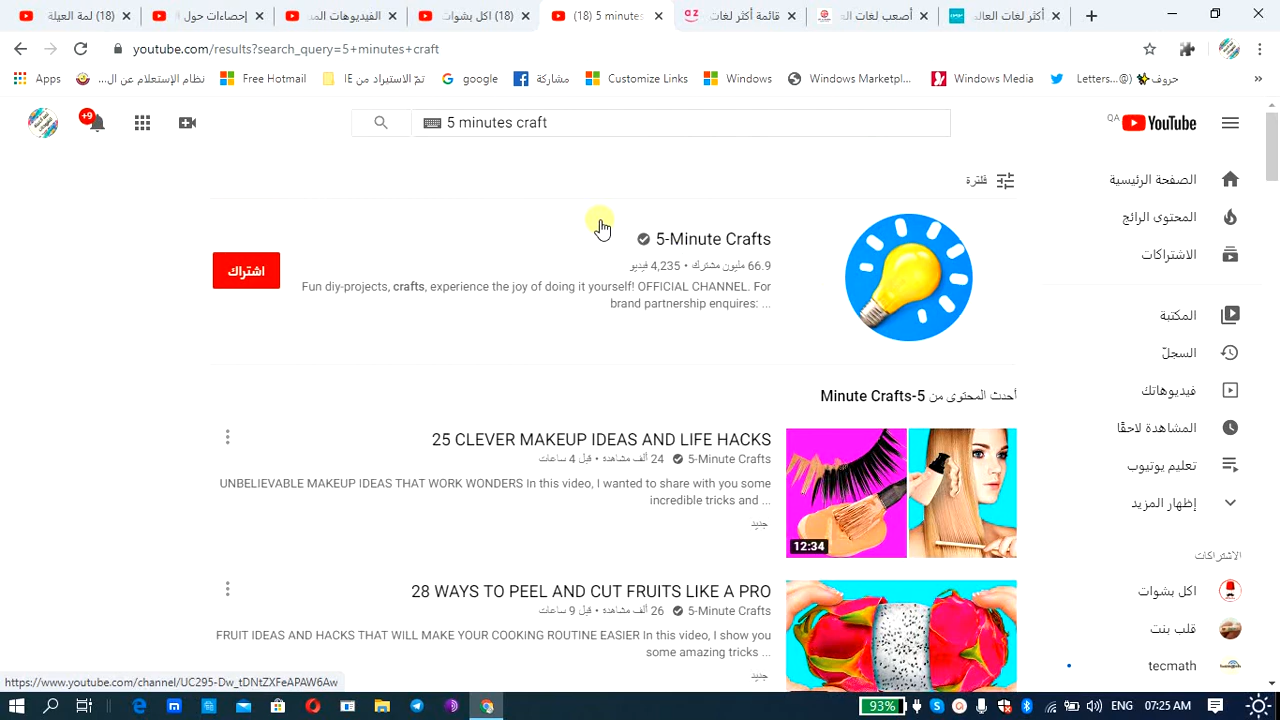 (18) لمة العيلة
إحصاءات حول
الفيديوهات المذ
(18) اكل بشوات
(18) 5 minutes
قائمة أكثر لغات
أصعب لغات العـ
أكثر لغات العالم
youtube.com/results?search_query=5+minutes+craft
Apps
نظام الإستعلام عن ال...
Free Hotmail
تمّ الاستيراد من IE
google
مشاركة
Customize Links
Windows
Windows Marketpl...
Windows Media
Letters...(@حروف
+9
5 minutes craft
YouTube QA
فلترة
الصفحة الرئيسية
المحتوى الرائج
الاشتراكات
المكتبة
السجلّ
فيديوهاتك
المشاهدة لاحقًا
تعليم يوتيوب
إظهار المزيد
الاشتراكات
اكل بشوات
قلب بنت
tecmath
5-Minute Crafts
66.9 مليون مشترك • 4,235 فيديو
Fun diy-projects, crafts, experience the joy of doing it yourself! OFFICIAL CHANNEL. For
brand partnership enquires: ...
اشتراك
أحدث المحتوى من 5-Minute Crafts
25 CLEVER MAKEUP IDEAS AND LIFE HACKS
5-Minute Crafts 24 ألف مشاهدة • قبل 4 ساعات
UNBELIEVABLE MAKEUP IDEAS THAT WORK WONDERS In this video, I wanted to share with you some
incredible tricks and ...
جديد
12:34
28 WAYS TO PEEL AND CUT FRUITS LIKE A PRO
5-Minute Crafts 26 ألف مشاهدة • قبل 9 ساعات
FRUIT IDEAS AND HACKS THAT WILL MAKE YOUR COOKING ROUTINE EASIER In this video, I show you
some amazing tricks ...
جديد
https://www.youtube.com/channel/UC295-Dw_tDNtZXFeAPAW6Aw
93%
ENG
07:25 AM